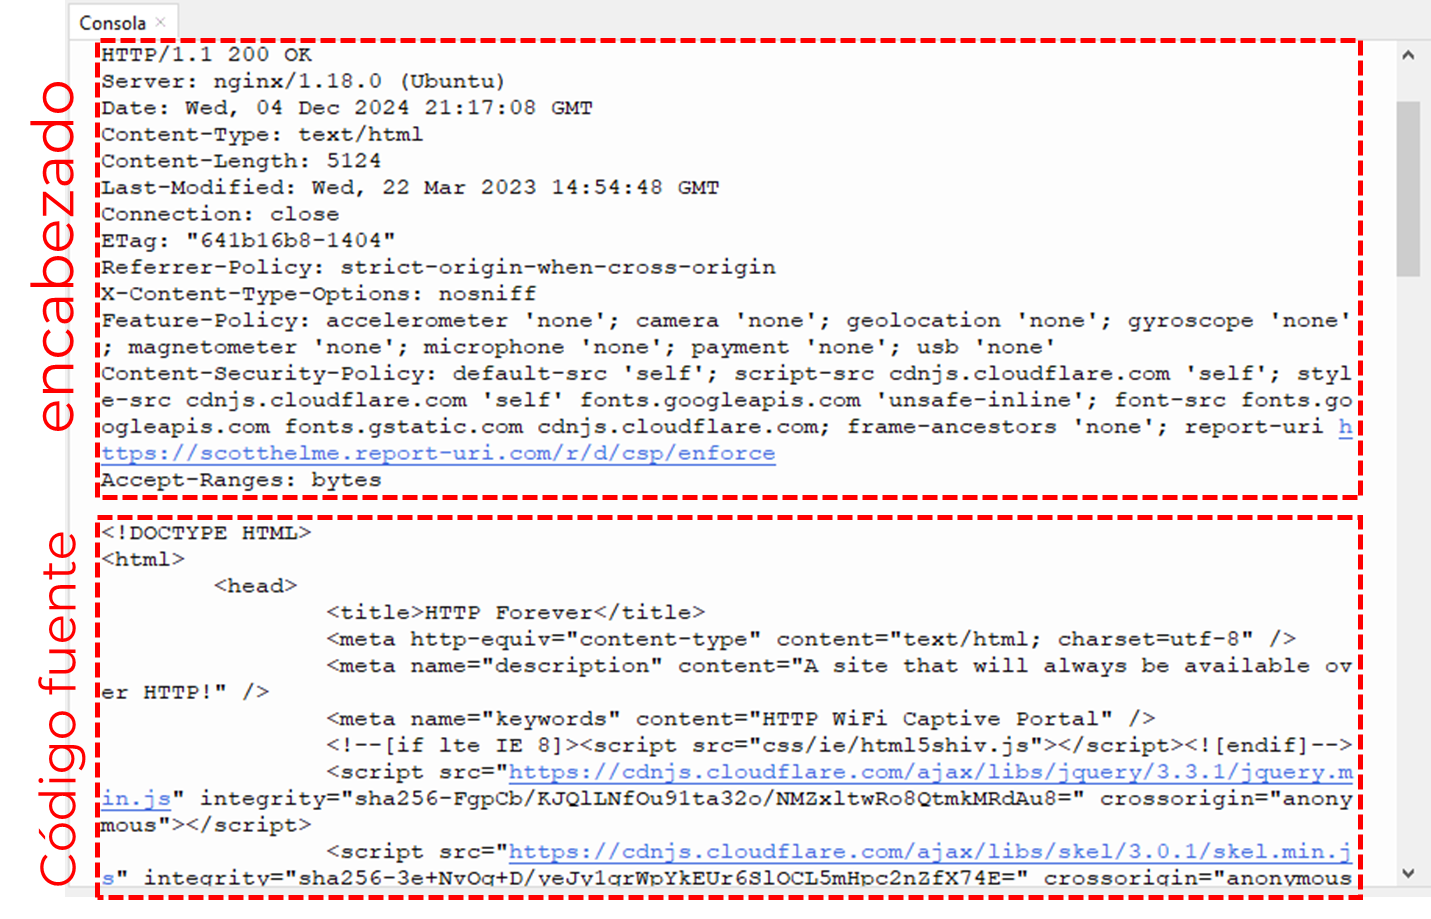 Consola
encabezado
HTTP/1.1 200 OK
Server: nginx/1.18.0 (Ubuntu)
Date: Wed, 04 Dec 2024 21:17:08 GMT
Content-Type: text/html
Content-Length: 5124
Last-Modified: Wed, 22 Mar 2023 14:54:48 GMT
Connection: close
ETag: "641b16b8-1404"
Referrer-Policy: strict-origin-when-cross-origin
X-Content-Type-Options: nosniff
Feature-Policy: accelerometer 'none'; camera 'none'; geolocation 'none'; gyroscope 'none'
; magnetometer 'none'; microphone 'none'; payment 'none'; usb 'none'
Content-Security-Policy: default-src 'self'; script-src cdnjs.cloudflare.com 'self'; styl
e-src cdnjs.cloudflare.com 'self' fonts.googleapis.com 'unsafe-inline'; font-src fonts.go
ogleapis.com fonts.gstatic.com cdnjs.cloudflare.com; frame-ancestors 'none'; report-uri h
ttps://scotthelme.report-uri.com/r/d/csp/enforce
Accept-Ranges: bytes
Código fuente
<!DOCTYPE HTML>
<html>
<head>
<title>HTTP Forever</title>
<meta http-equiv="content-type" content="text/html; charset=utf-8" />
<meta name="description" content="A site that will always be available ov
er HTTP!" />
<meta name="keywords" content="HTTP WiFi Captive Portal" />
<!--[if lte IE 8]><script src="css/ie/html5shiv.js"></script><![endif]-->
<script src="https://cdnjs.cloudflare.com/ajax/libs/jquery/3.3.1/jquery.m
in.js" integrity="sha256-FgpCb/KJQlLNfOu91ta32o/NMZxltwRo8QtmkMRdAu8=" crossorigin="anony
mous"></script>
<script src="https://cdnjs.cloudflare.com/ajax/libs/skel/3.0.1/skel.min.j
s" integrity="sha256-3e+NvOq+D/yeJy1qrWpYkEUr6SlOCL5mHpc2nZfX74E=" crossorigin="anonymous